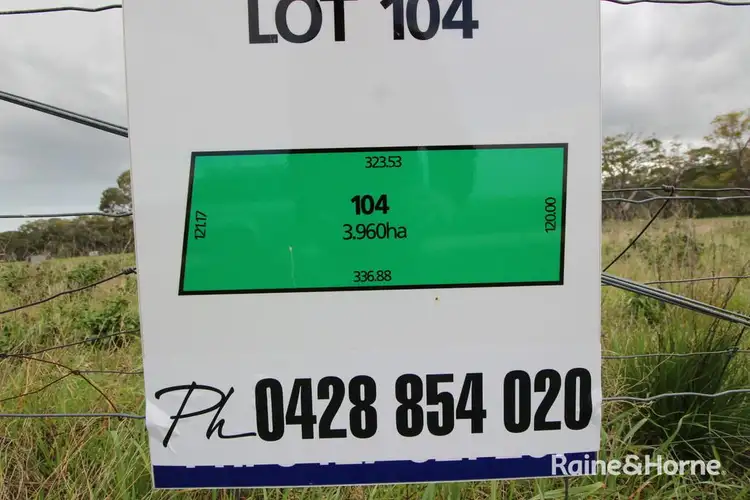 LOT 104
323.53
121.17
104
3.960ha
120.00
336.88
Ph 0428 854 020
Raine&Horne